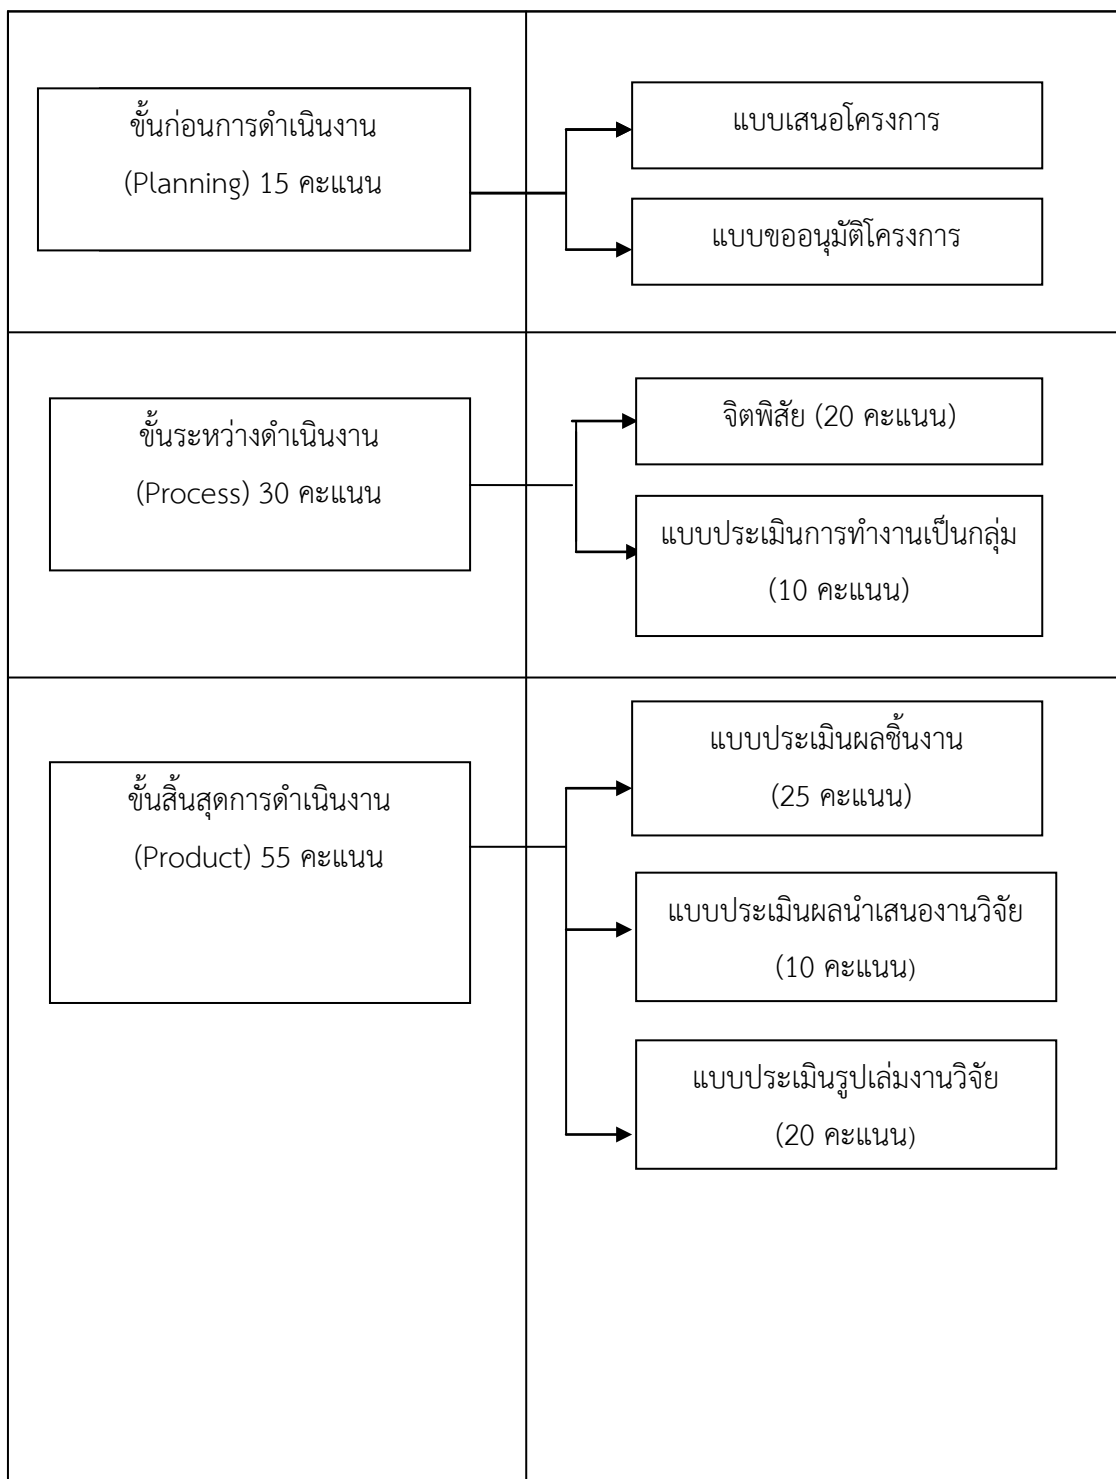 ขั้นก่อนการดำเนินงาน
(Planning) 15 คะแนน
แบบเสนอโครงการ
แบบขออนุมัติโครงการ
ขั้นระหว่างดำเนินงาน
(Process) 30 คะแนน
จิตพิสัย (20 คะแนน)
แบบประเมินการทำงานเป็นกลุ่ม
(10 คะแนน)
ขั้นสิ้นสุดการดำเนินงาน
(Product) 55 คะแนน
แบบประเมินผลชิ้นงาน
(25 คะแนน)
แบบประเมินผลนำเสนองานวิจัย
(10 คะแนน)
แบบประเมินรูปเล่มงานวิจัย
(20 คะแนน)